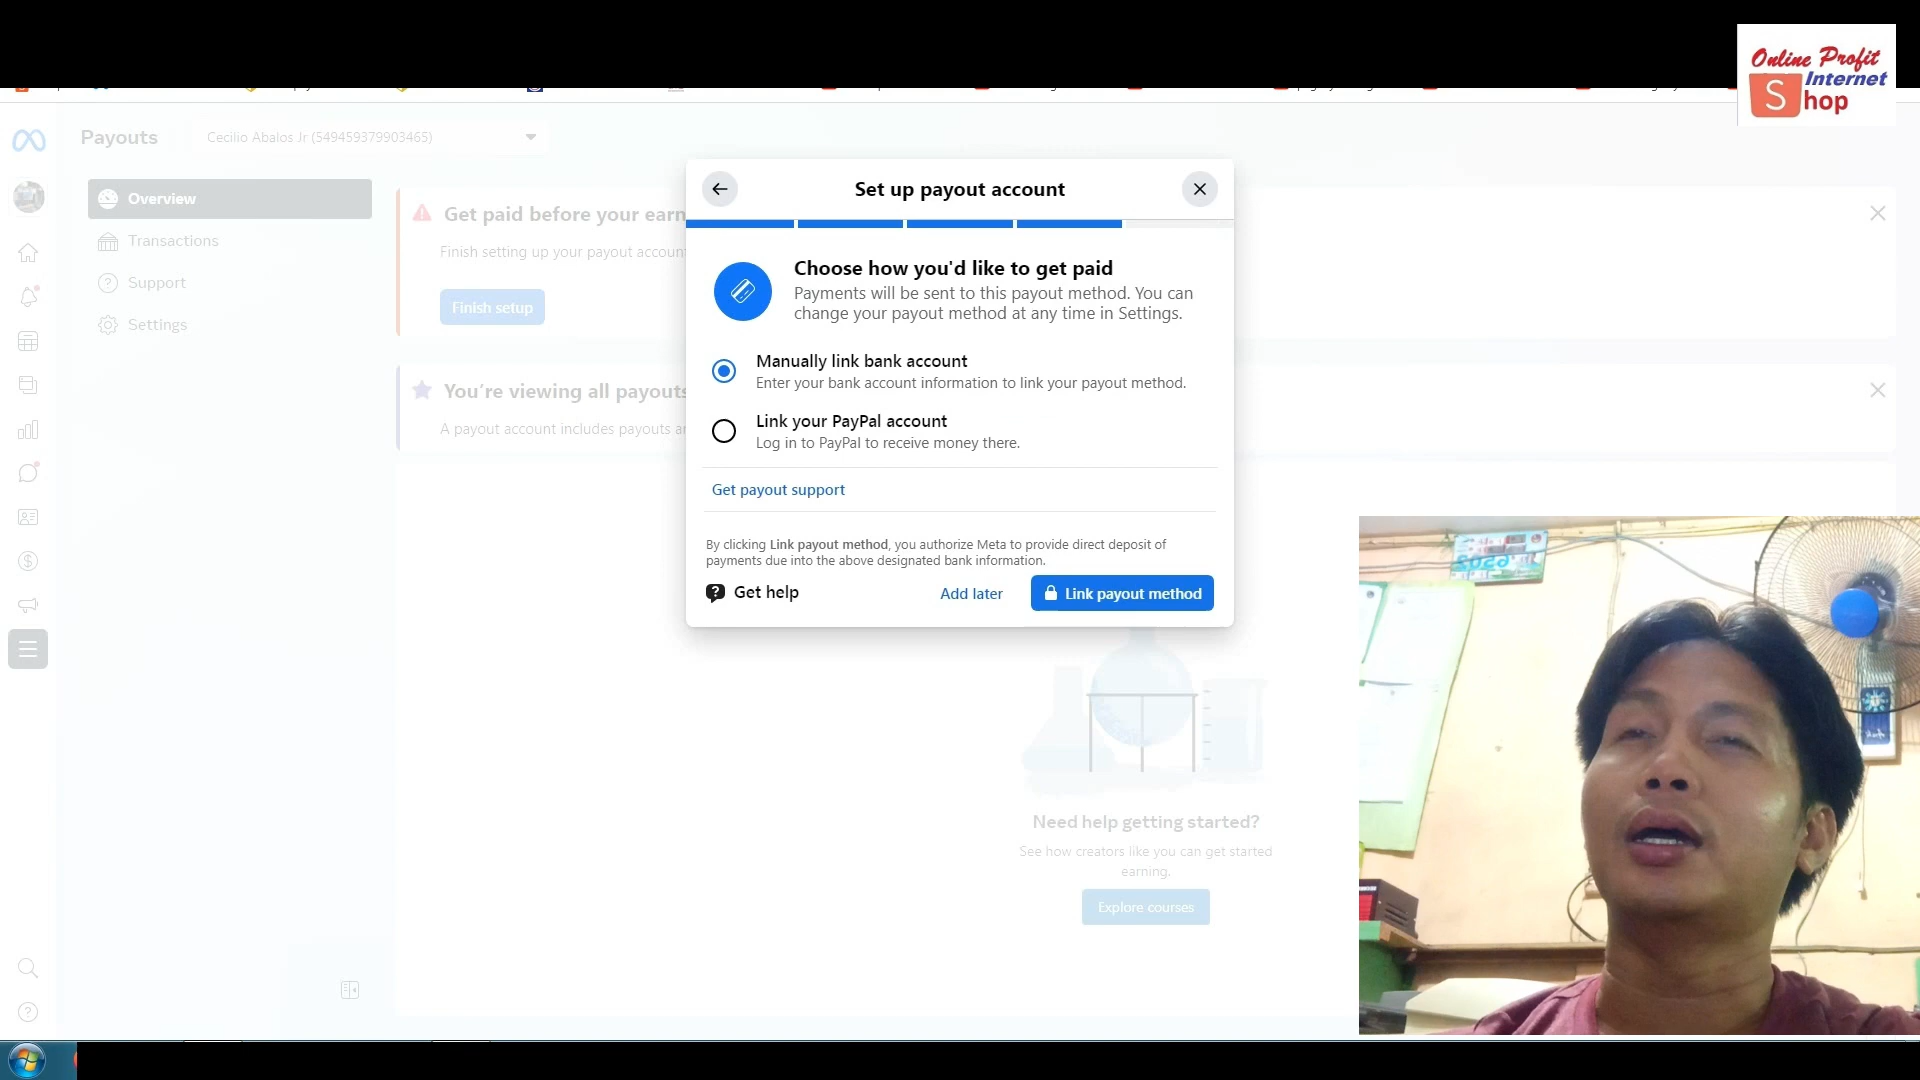 Online Profit
Internet
Shop
Payouts
Cecilio Abalos Jr (549459379903465)
Overview
Transactions
Support
Settings
Get paid before your earn
Finish setting up your payout accoun
Finish setup
You're viewing all payouts
A payout account includes payouts a
Set up payout account
Choose how you'd like to get paid
Payments will be sent to this payout method. You can
change your payout method at any time in Settings.
Manually link bank account
Enter your bank account information to link your payout method.
Link your PayPal account
Log in to PayPal to receive money there.
Get payout support
By clicking Link payout method, you authorize Meta to provide direct deposit of
payments due into the above designated bank information.
Get help
Add later
Link payout method
Need help getting started?
See how creators like you can get started
earning.
Explore courses